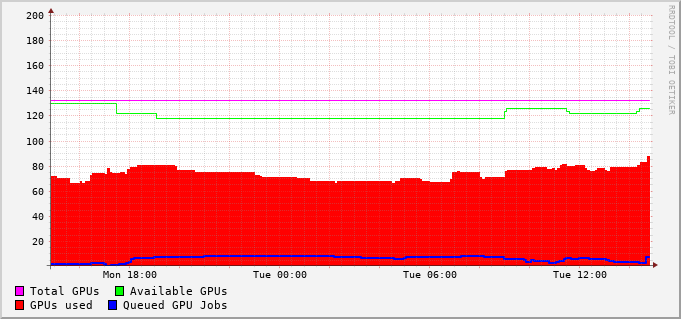 RRDTOOL / TOBI OETIKER
200
180
160
140
120
100
80
60
40
20
Mon 18:00 Tue 00:00 Tue 06:00 Tue 12:00
Total GPUs Available GPUs
GPUs used Queued GPU Jobs